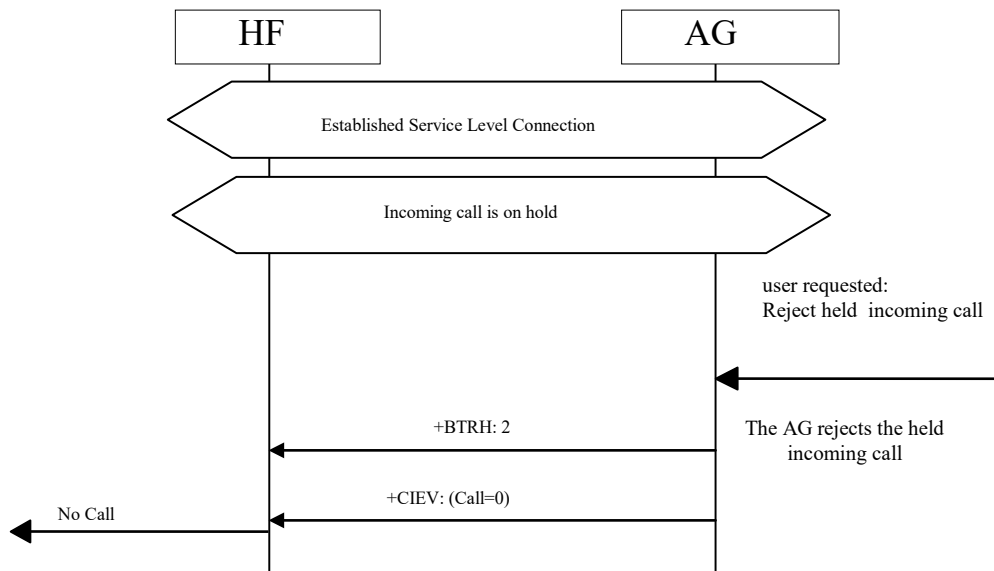 HF
AG
Established Service Level Connection
Incoming call is on hold
user requested:
Reject held incoming call
+BTRH: 2
The AG rejects the held
incoming call
+CIEV: (Call=0)
No Call